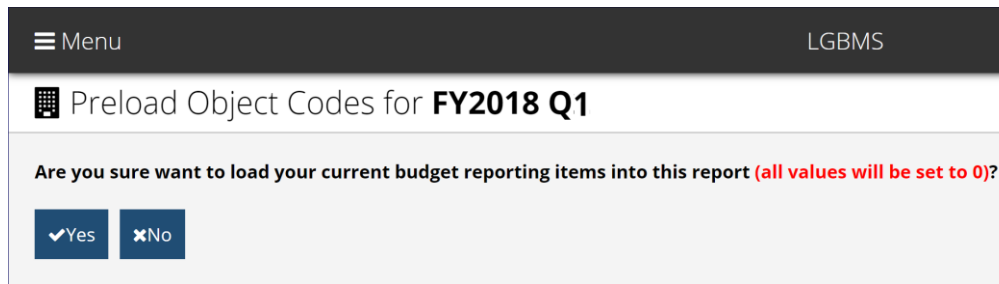 Menu LGBMS
Preload Object Codes for FY2018 Q1
Are you sure want to load your current budget reporting items into this report (all values will be set to 0)?
Yes No